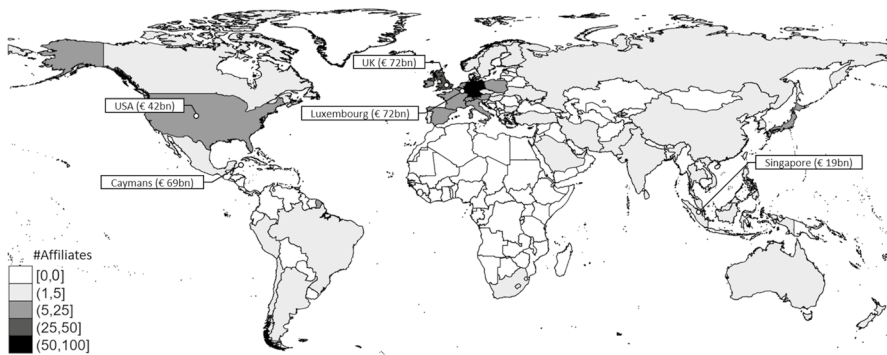 UK (€ 72bn)
USA (€ 42bn)
Luxembourg (€ 72bn)
Singapore (€ 19bn)
Caymans (€ 69bn)
#Affiliates
[0,0]
(1,5]
(5,25]
(25,50]
(50,100]